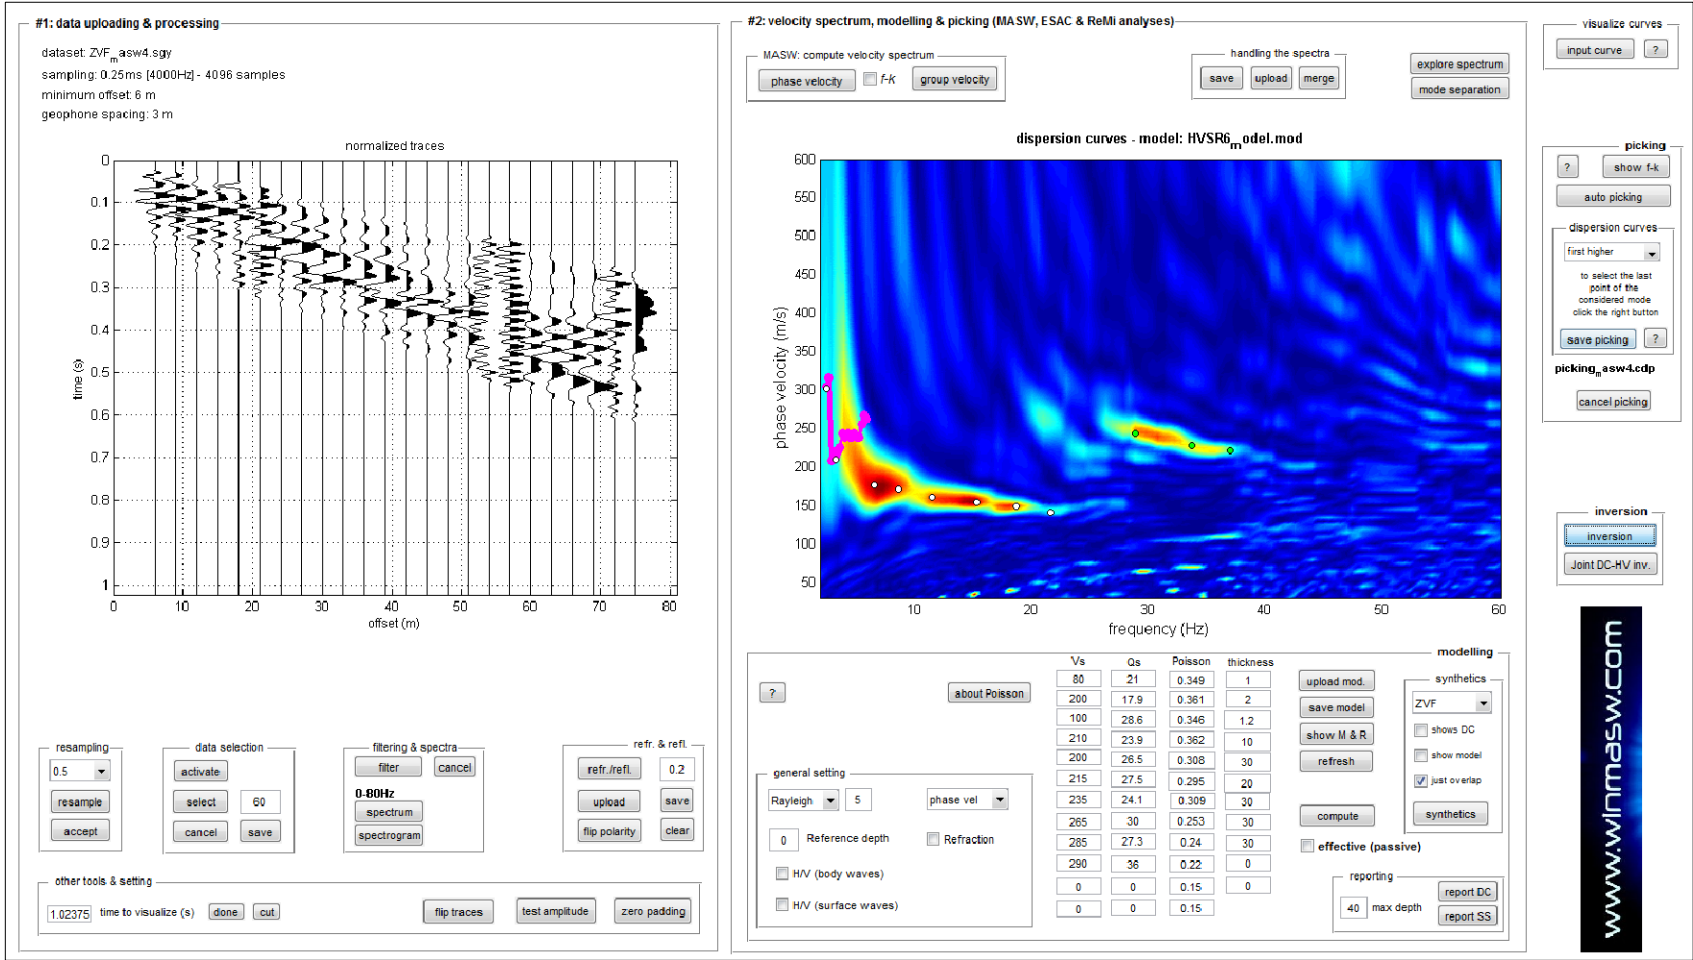 #1: data uploading & processing
dataset: ZVF_masw4.sgy
sampling: 0.25ms [4000Hz] - 4096 samples
minimum offset: 6 m
geophone spacing: 3 m
normalized traces
0
0.1
0.2
0.3
0.4
0.5
0.6
0.7
0.8
0.9
1
time (s)
0 10 20 30 40 50 60 70 80
offset (m)
resampling
0.5
resample
accept
data selection
activate
select 60
cancel save
filtering & spectra
filter cancel
0-80Hz
spectrum
spectrogram
refr. & refl.
refr./refl. 0.2
upload save
flip polarity clear
other tools & setting
1.02375 time to visualize (s) done cut flip traces test amplitude zero padding
#2: velocity spectrum, modelling & picking (MASW, ESAC & ReMi analyses)
MASW: compute velocity spectrum
phase velocity f-k group velocity
handling the spectra
save upload merge
explore spectrum
mode separation
dispersion curves - model: HVSR6_model.mod
600
550
500
450
400
350
300
250
200
150
100
50
phase velocity (m/s)
10 20 30 40 50 60
frequency (Hz)
modelling
? about Poisson
general setting
Rayleigh 5 phase vel
0 Reference depth Refraction
H/V (body waves)
H/V (surface waves)
Vs Qs Poisson thickness
80 21 0.349 1
200 17.9 0.361 2
100 28.6 0.346 1.2
210 23.9 0.362 10
200 26.5 0.308 30
215 27.5 0.295 20
235 24.1 0.309 30
265 30 0.253 30
285 27.3 0.24 30
290 36 0.22 0
0 0 0.15 0
0 0 0.15
upload mod.
save model
show M & R
refresh
compute
effective (passive)
synthetics
ZVF
shows DC
show model
just overlap
synthetics
reporting
40 max depth
report DC
report SS
visualize curves
input curve ?
picking
? show f-k
auto picking
dispersion curves
first higher
to select the last
point of the
considered mode
click the right button
save picking ?
picking_masw4.cdp
cancel picking
inversion
inversion
Joint DC-HV inv.
www.winmasw.com